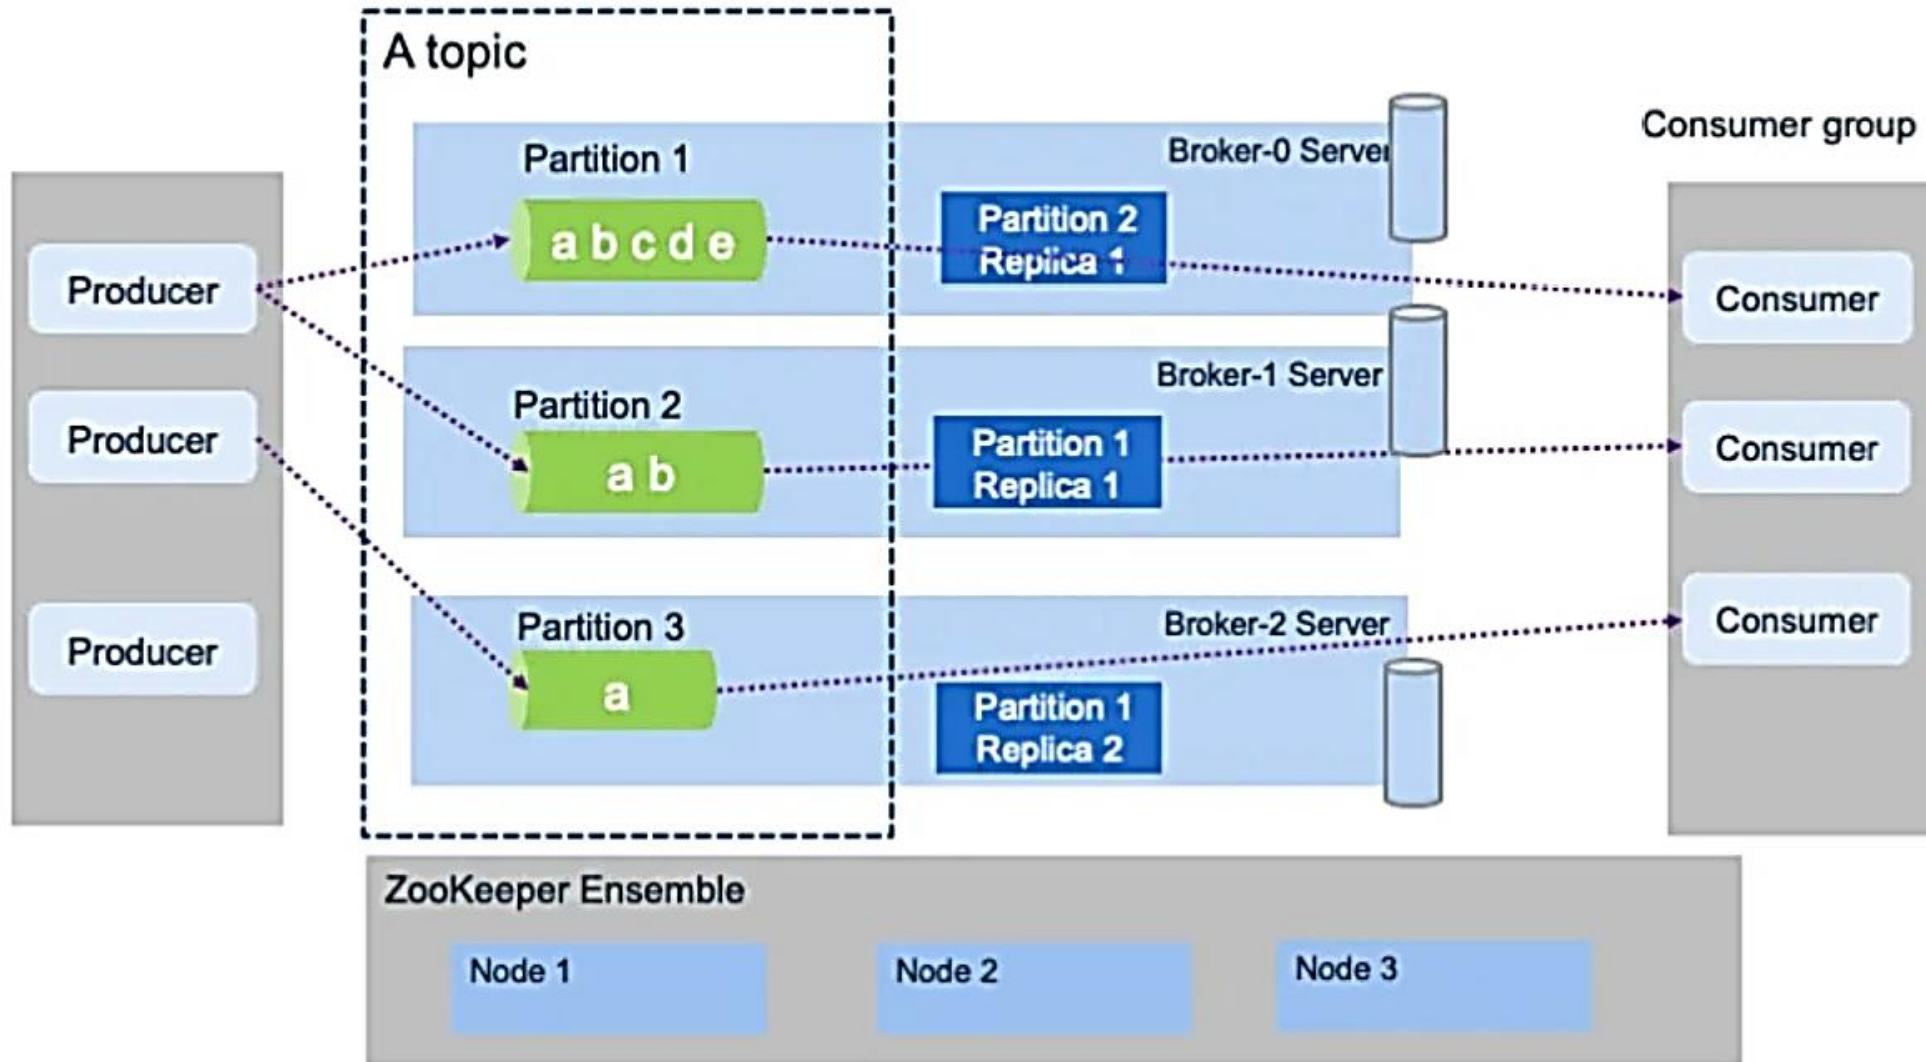 A topic
Consumer group
Producer
Producer
Producer
Partition 1
a b c d e
Broker-0 Server
Partition 2
Replica 1
Partition 2
a b
Broker-1 Server
Partition 1
Replica 1
Partition 3
a
Broker-2 Server
Partition 1
Replica 2
Consumer
Consumer
Consumer
ZooKeeper Ensemble
Node 1
Node 2
Node 3